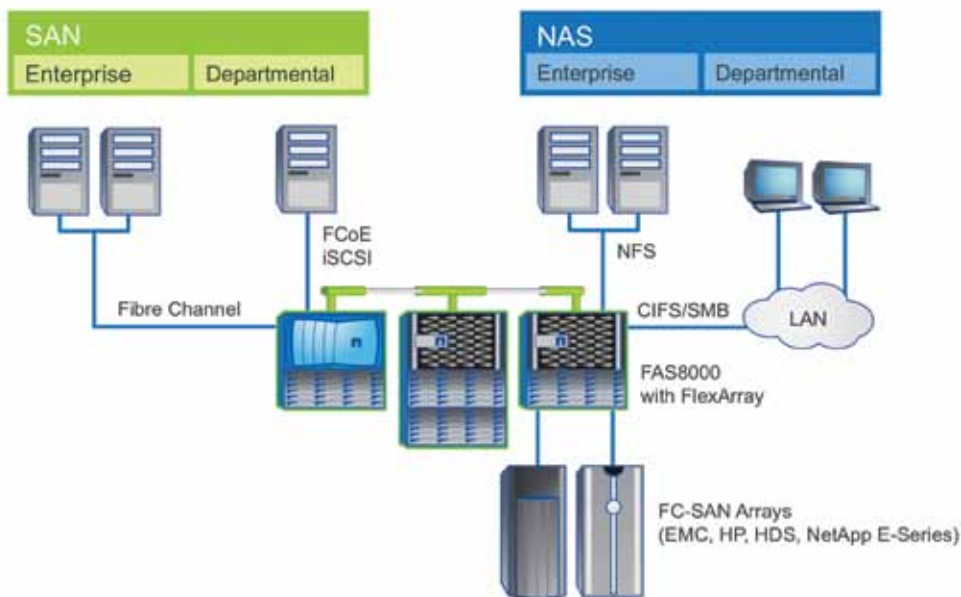 SAN
Enterprise
Departmental
NAS
Enterprise
Departmental
FCoE
iSCSI
NFS
Fibre Channel
CIFS/SMB
LAN
n
n
n
FAS8000
with FlexArray
FC-SAN Arrays
(EMC, HP, HDS, NetApp E-Series)